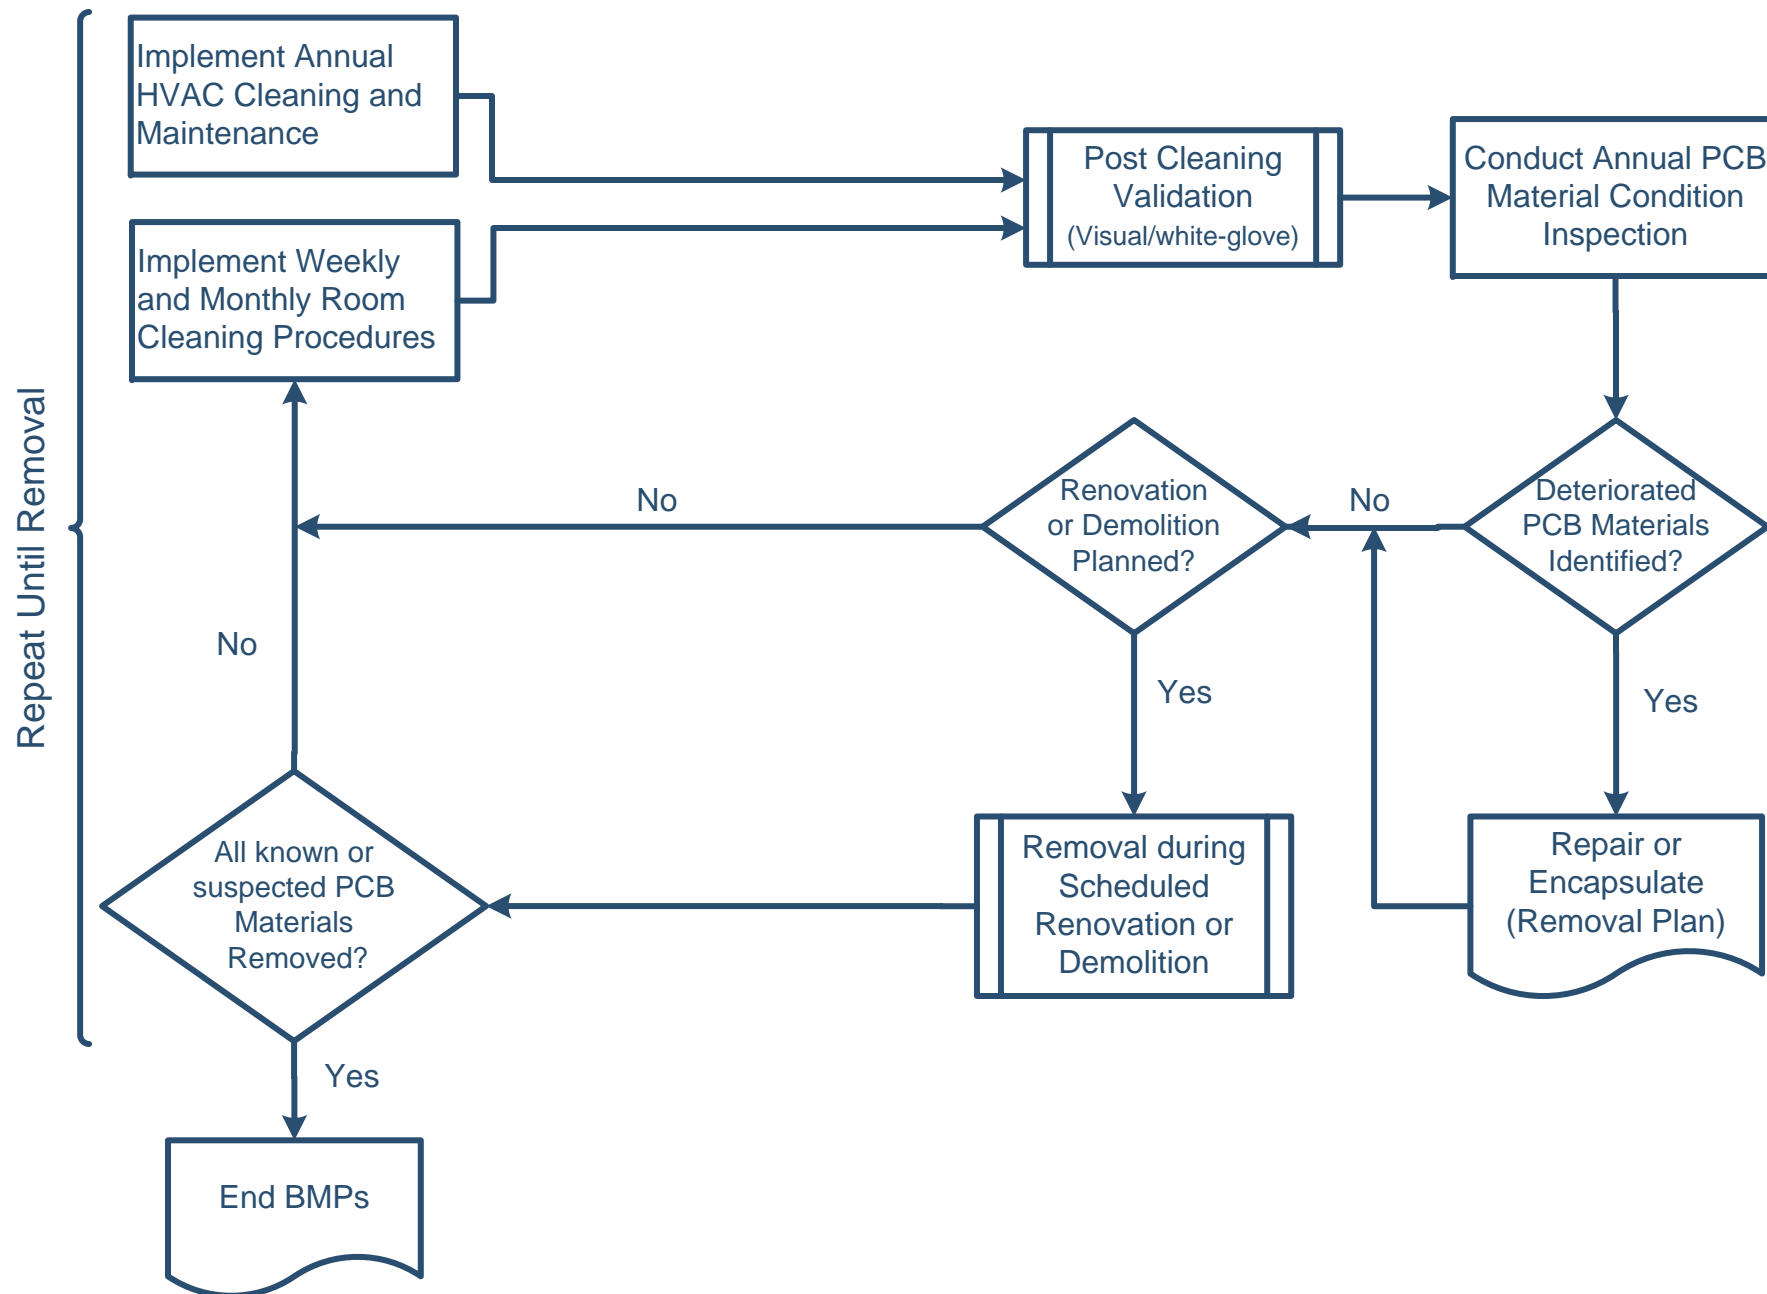 Repeat Until Removal
Implement Annual
HVAC Cleaning and
Maintenance
Implement Weekly
and Monthly Room
Cleaning Procedures
Post Cleaning
Validation
(Visual/white-glove)
Conduct Annual PCB
Material Condition
Inspection
Deteriorated
PCB Materials
Identified?
No
Yes
Repair or
Encapsulate
(Removal Plan)
Renovation
or Demolition
Planned?
No
Yes
Removal during
Scheduled
Renovation or
Demolition
All known or
suspected PCB
Materials
Removed?
No
Yes
End BMPs